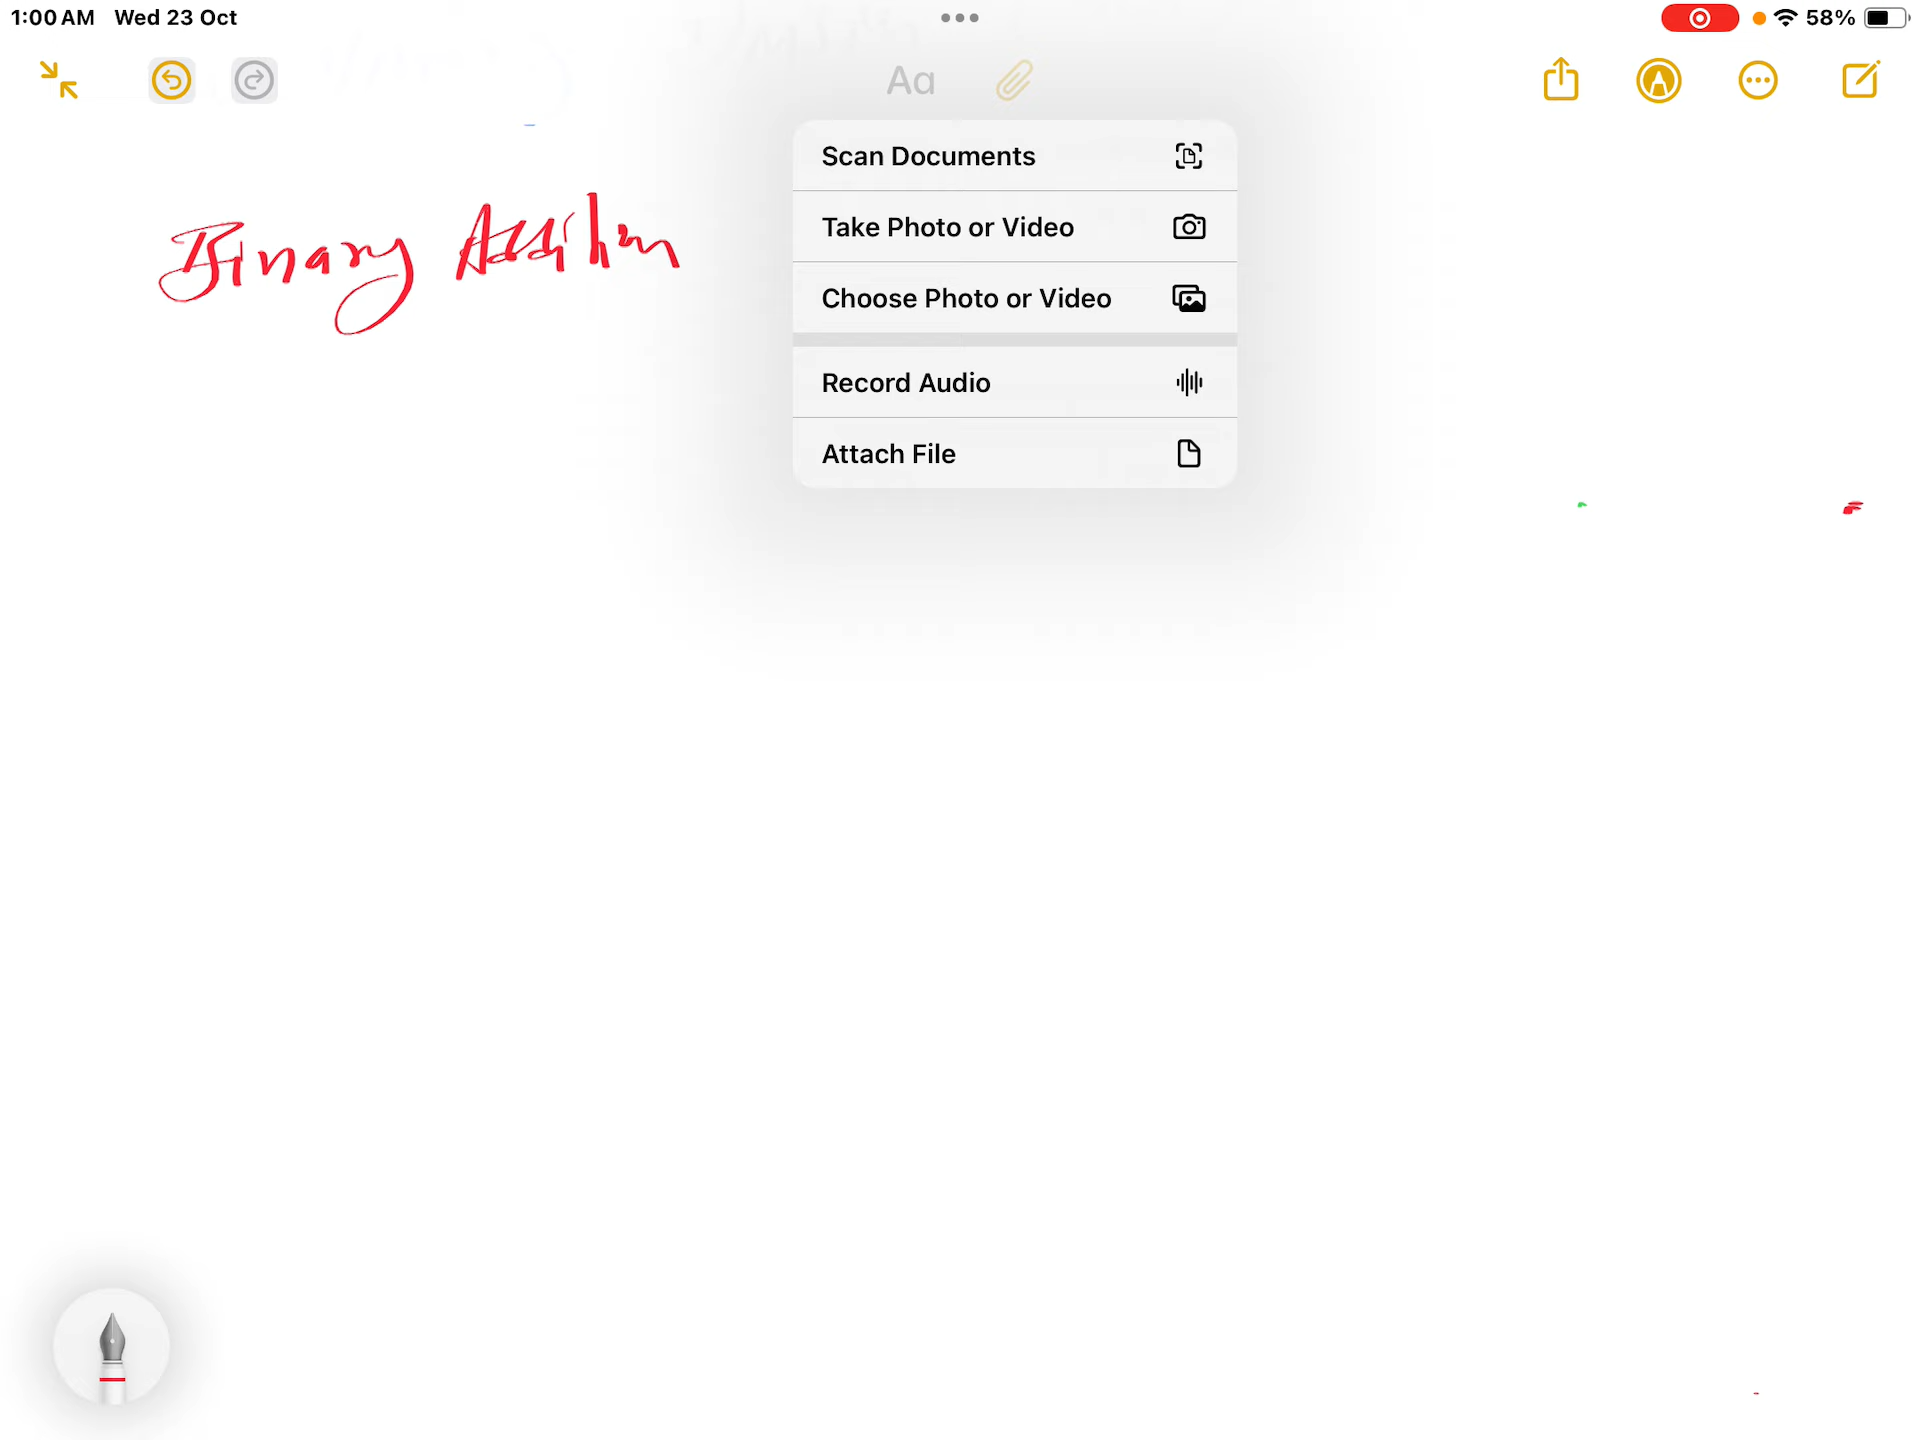 1:00 AM Wed 23 Oct
58%
Aa
Scan Documents
Take Photo or Video
Choose Photo or Video
Record Audio
Attach File
Binary Addition